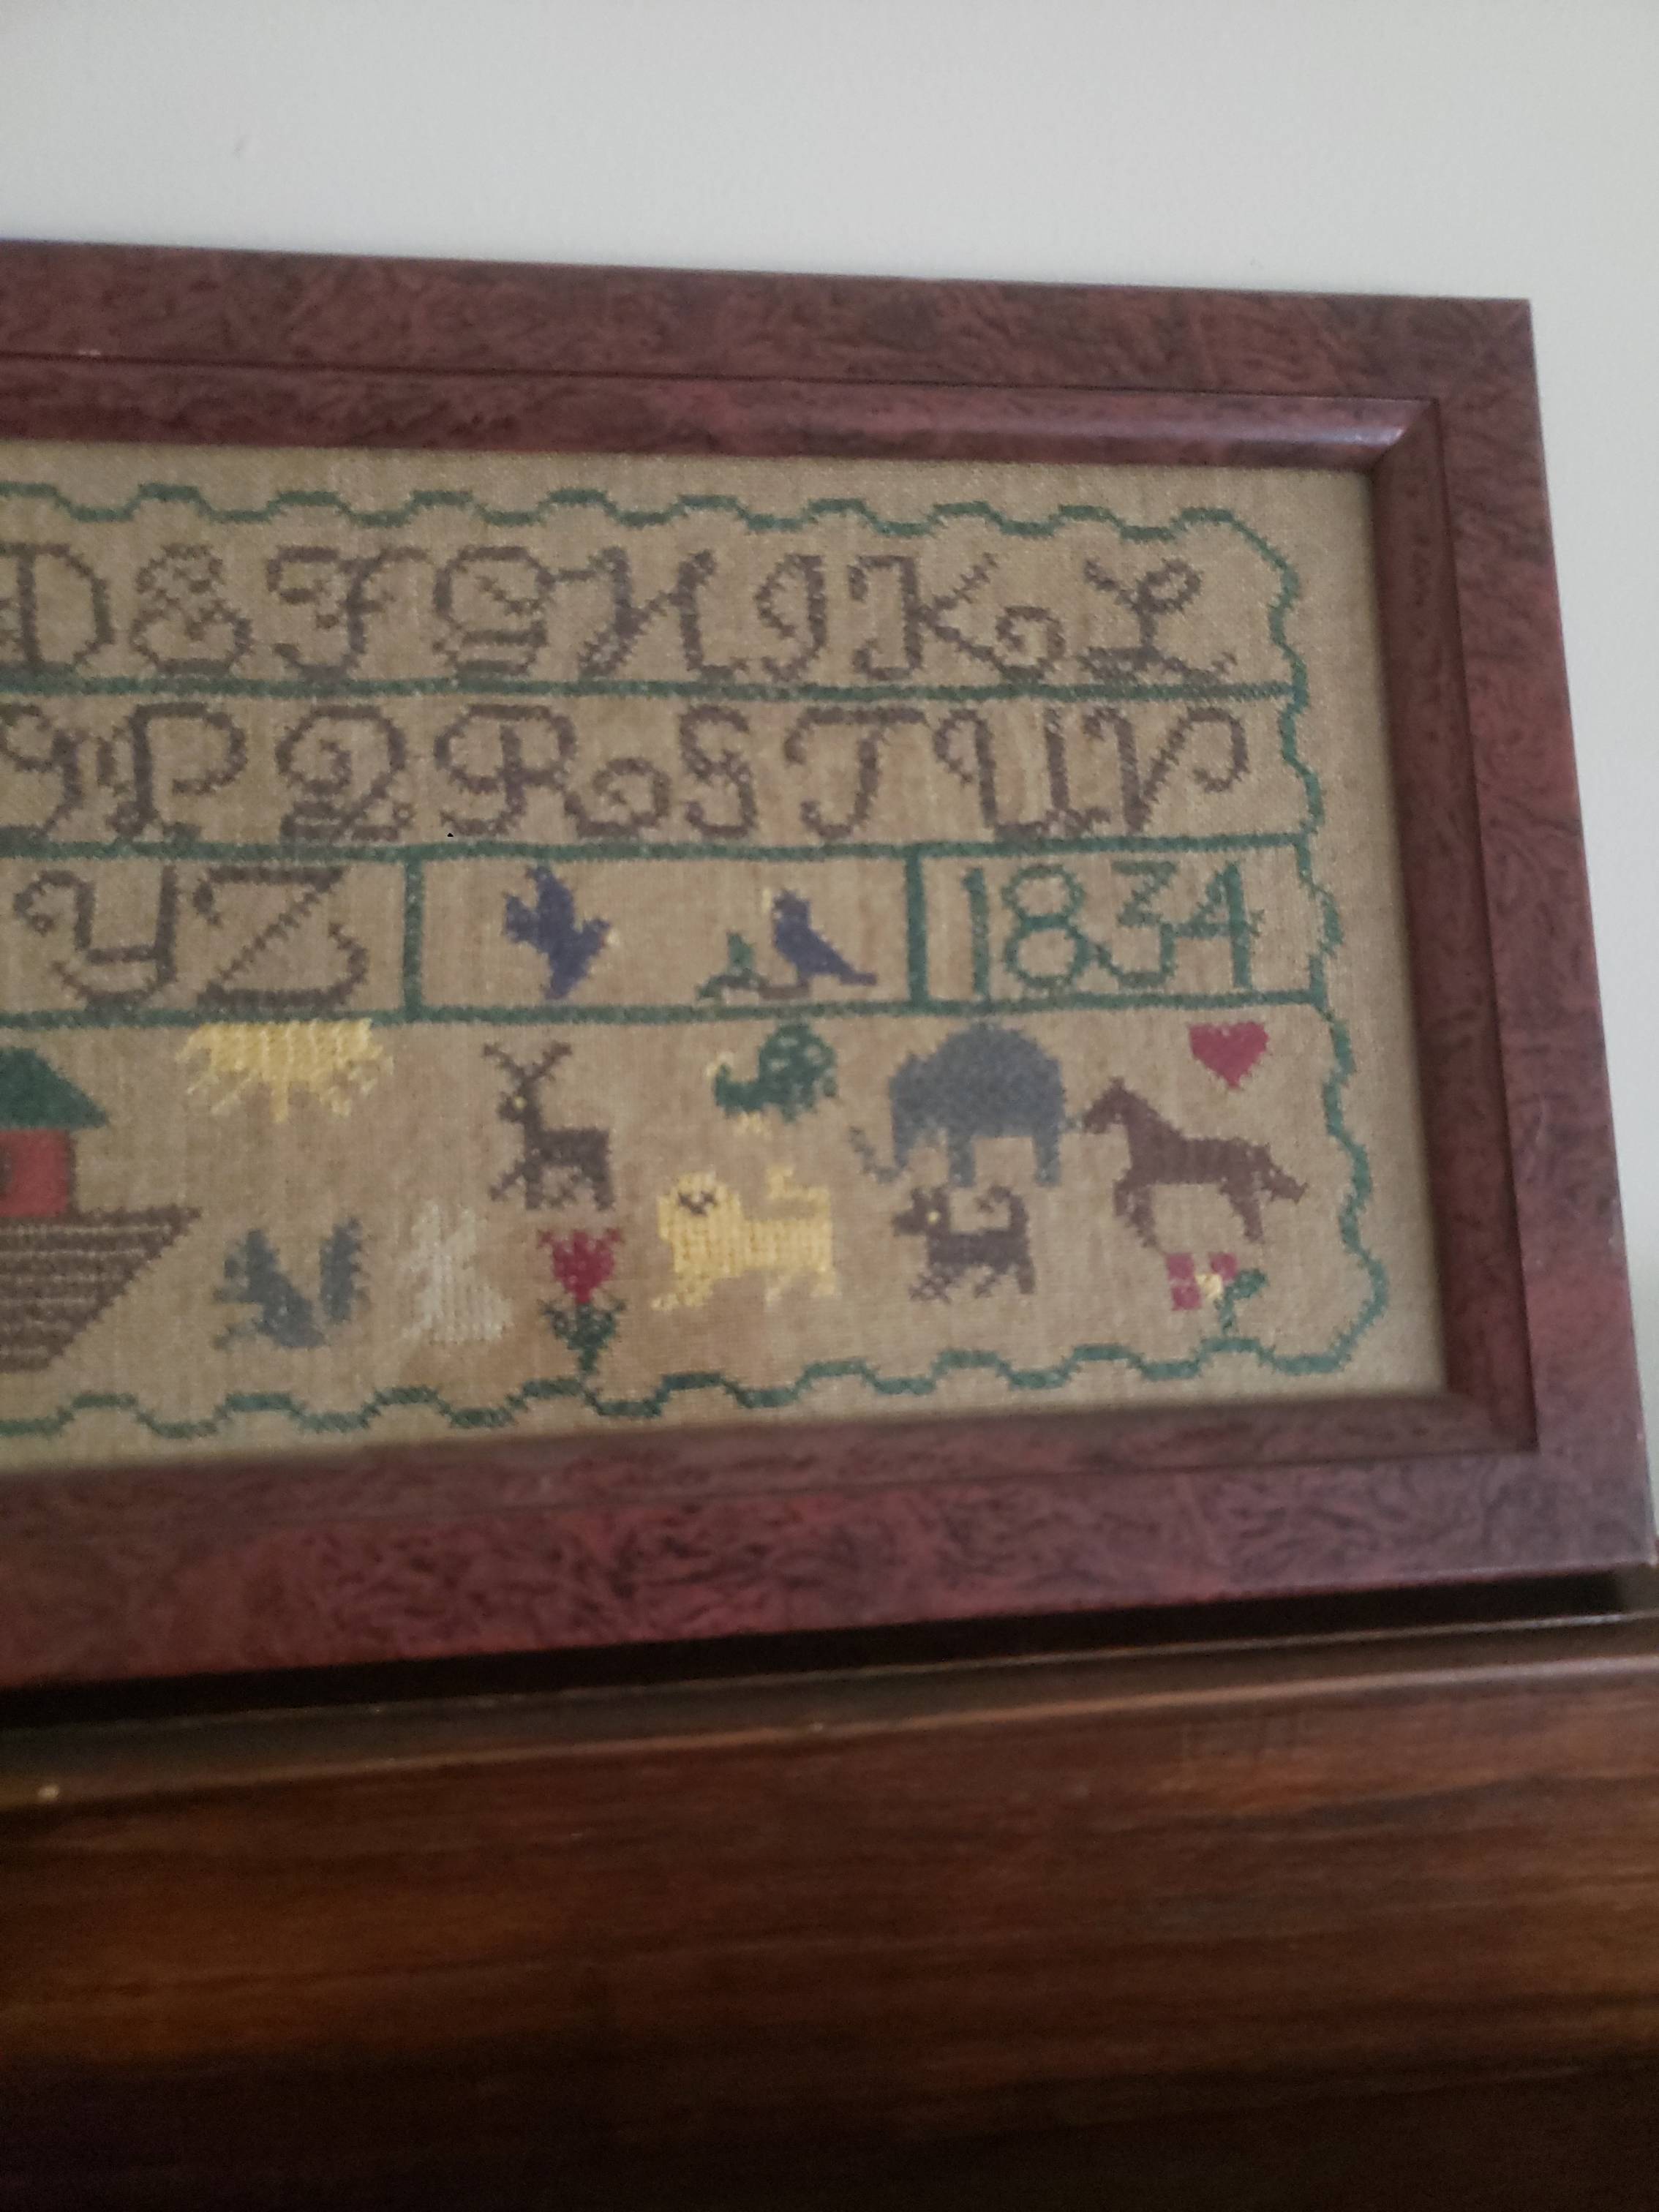 D E F G H I K L
O P Q R S T U V
Y Z 1834